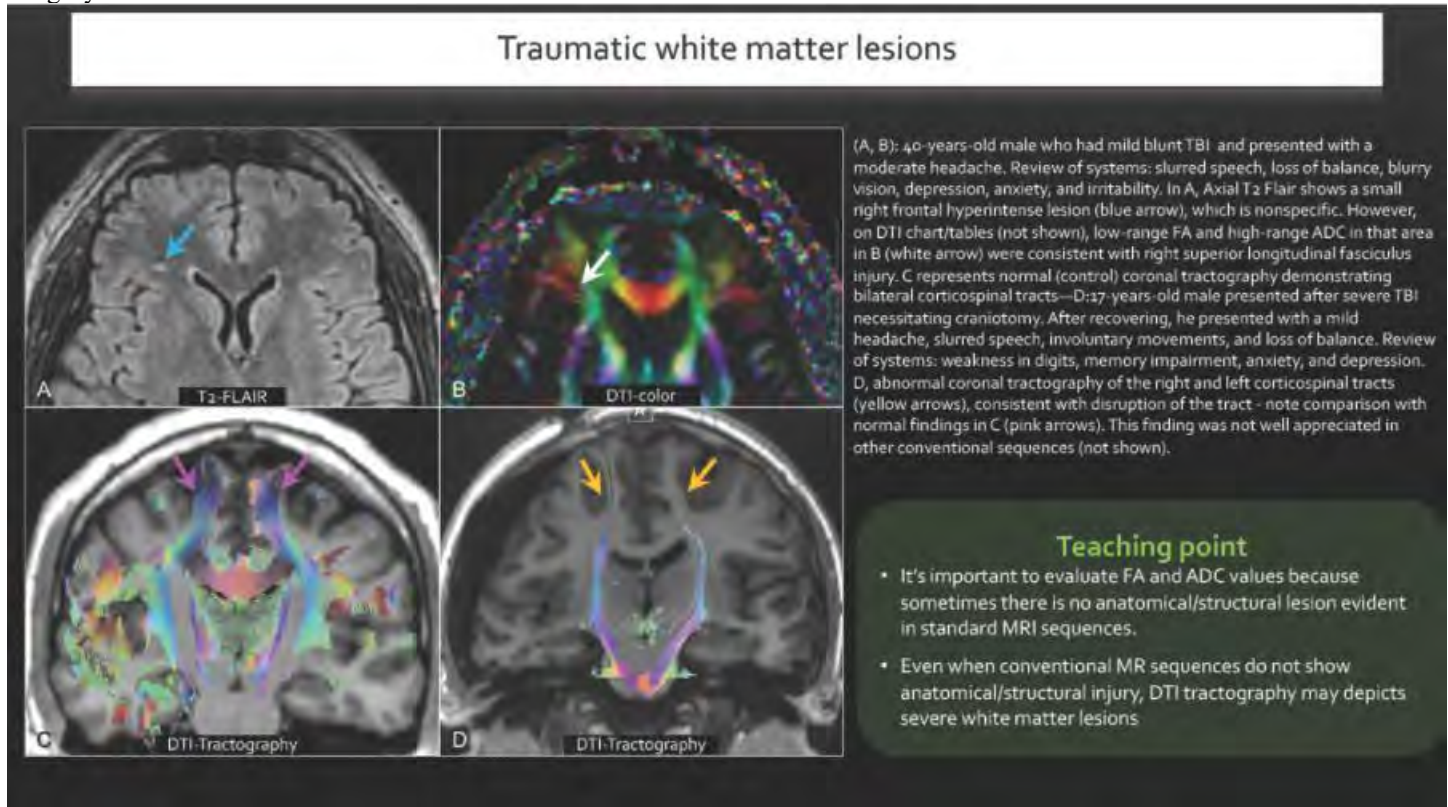 Traumatic white matter lesions
A
T2-FLAIR
B
DTI-color
C
DTI-Tractography
D
DTI-Tractography
(A, B): 40-years-old male who had mild blunt TBI and presented with a
moderate headache. Review of systems: slurred speech, loss of balance, blurry
vision, depression, anxiety, and irritability. In A, Axial T2 Flair shows a small
right frontal hyperintense lesion (blue arrow), which is nonspecific. However,
on DTI chart/tables (not shown), low-range FA and high-range ADC in that area
in B (white arrow) were consistent with right superior longitudinal fasciculus
injury. C represents normal (control) coronal tractography demonstrating
bilateral corticospinal tracts—D:17-years-old male presented after severe TBI
necessitating craniotomy. After recovering, he presented with a mild
headache, slurred speech, involuntary movements, and loss of balance. Review
of systems: weakness in digits, memory impairment, anxiety, and depression.
D, abnormal coronal tractography of the right and left corticospinal tracts
(yellow arrows), consistent with disruption of the tract - note comparison with
normal findings in C (pink arrows). This finding was not well appreciated in
other conventional sequences (not shown).
Teaching point
• It's important to evaluate FA and ADC values because
sometimes there is no anatomical/structural lesion evident
in standard MRI sequences.
• Even when conventional MR sequences do not show
anatomical/structural injury, DTI tractography may depicts
severe white matter lesions